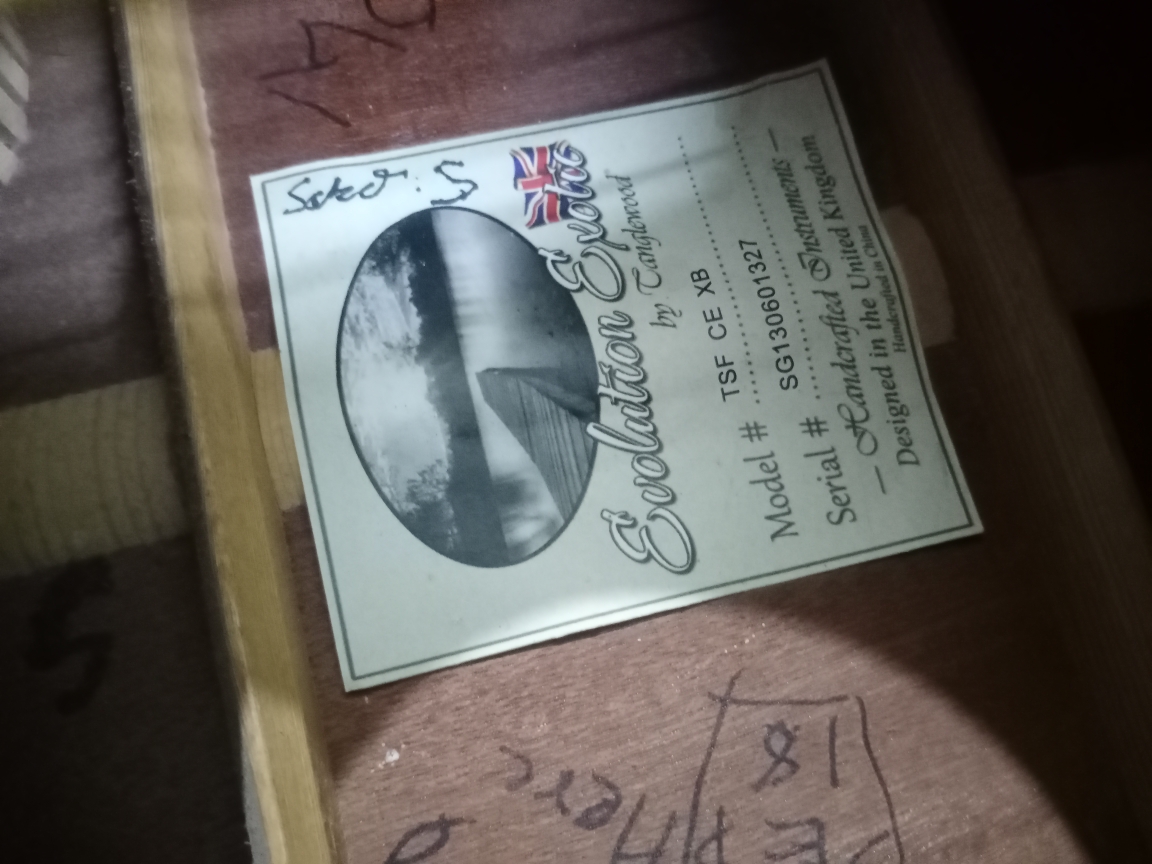 Evolution Exotic
by Tanglewood
Model # TSF CE XB
Serial # SG130601327
— Handcrafted Instruments —
Designed in the United Kingdom
Handcrafted in China
S
18